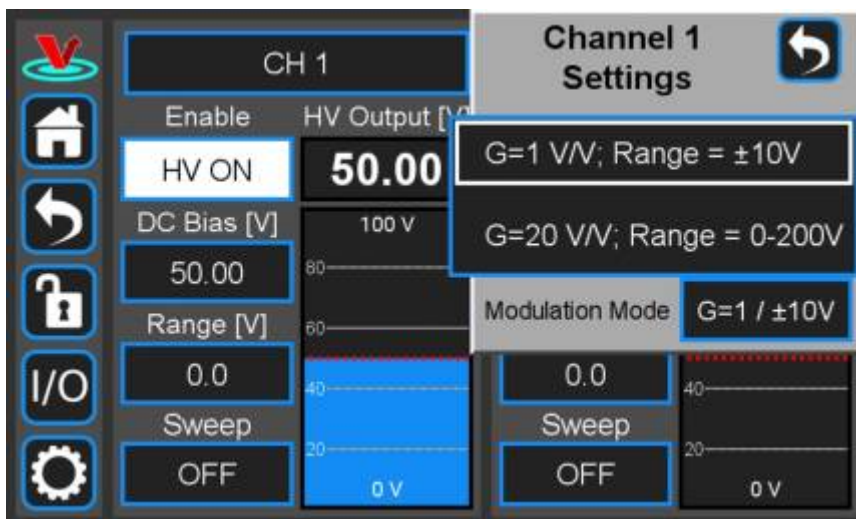 CH 1
Enable
HV Output [V]
HV ON
50.00
DC Bias [V]
50.00
Range [V]
0.0
Sweep
OFF
100 V
80
60
40
20
0 V
I/O
Channel 1
Settings
G=1 V/V; Range = ±10V
G=20 V/V; Range = 0-200V
Modulation Mode
G=1 / ±10V
0.0
Sweep
OFF
40
20
0 V